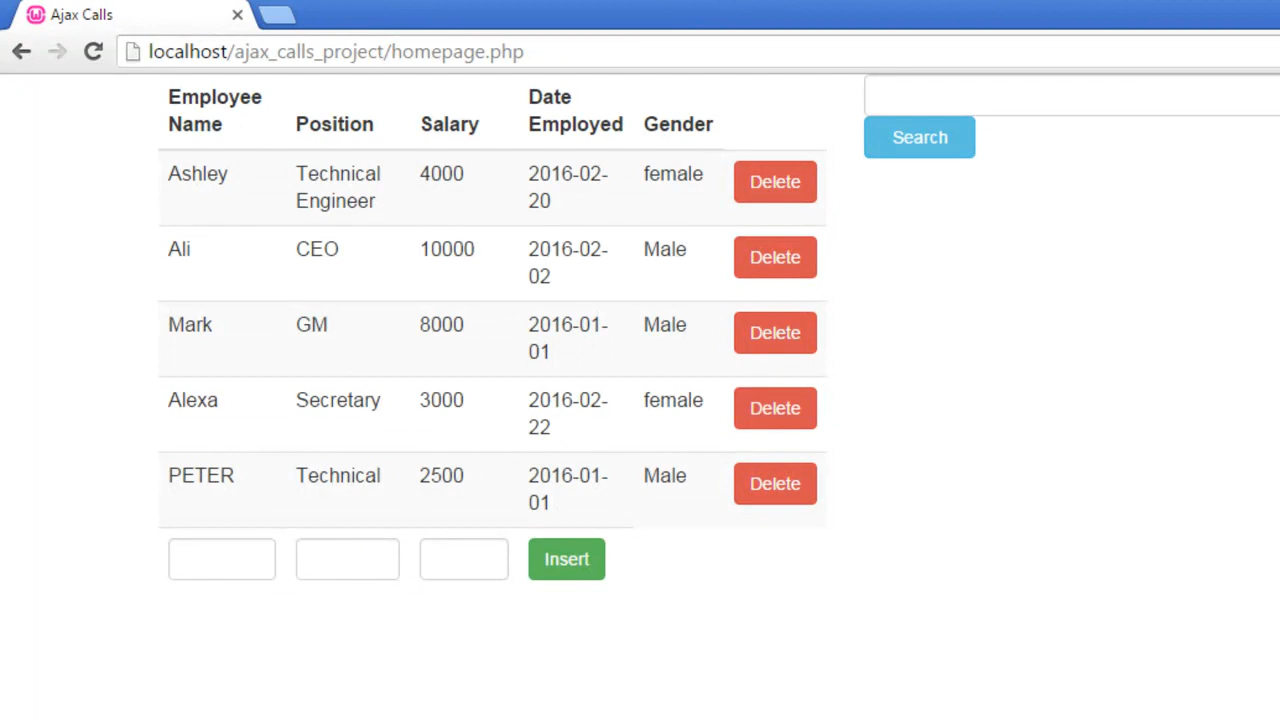 Ajax Calls
localhost/ajax_calls_project/homepage.php
Employee Name Position Salary Date Employed Gender
Search
Ashley Technical Engineer 4000 2016-02-20 female Delete
Ali CEO 10000 2016-02-02 Male Delete
Mark GM 8000 2016-01-01 Male Delete
Alexa Secretary 3000 2016-02-22 female Delete
PETER Technical 2500 2016-01-01 Male Delete
Insert